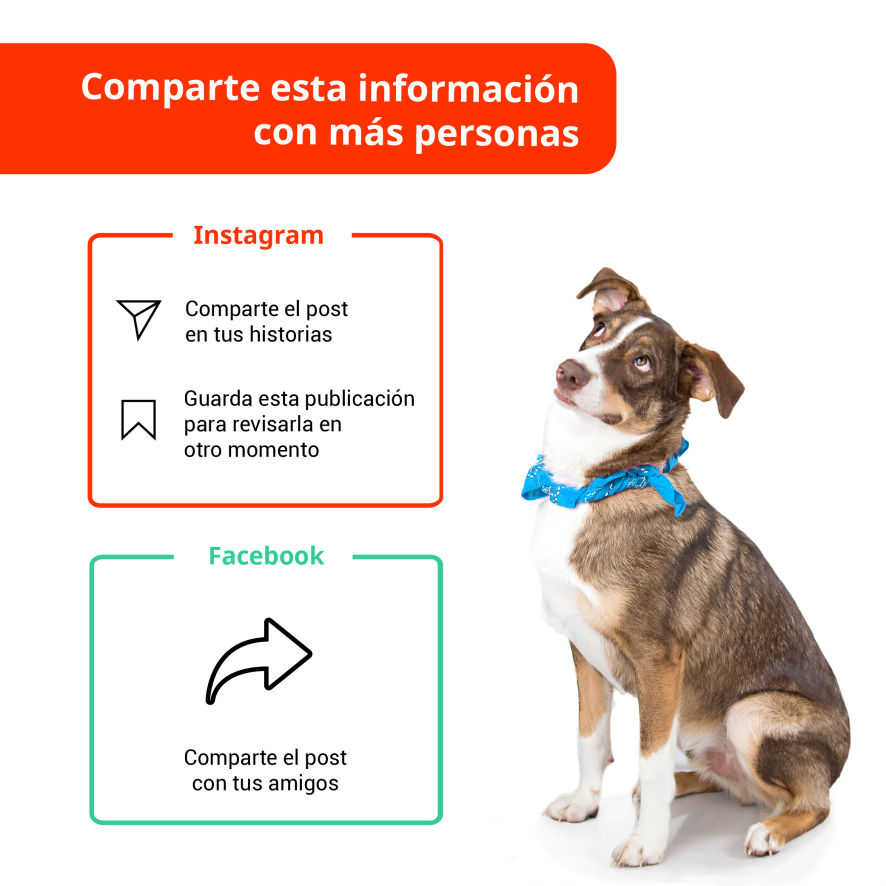 Comparte esta información
con más personas
Instagram
Comparte el post
en tus historias
Guarda esta publicación
para revisarla en
otro momento
Facebook
Comparte el post
con tus amigos